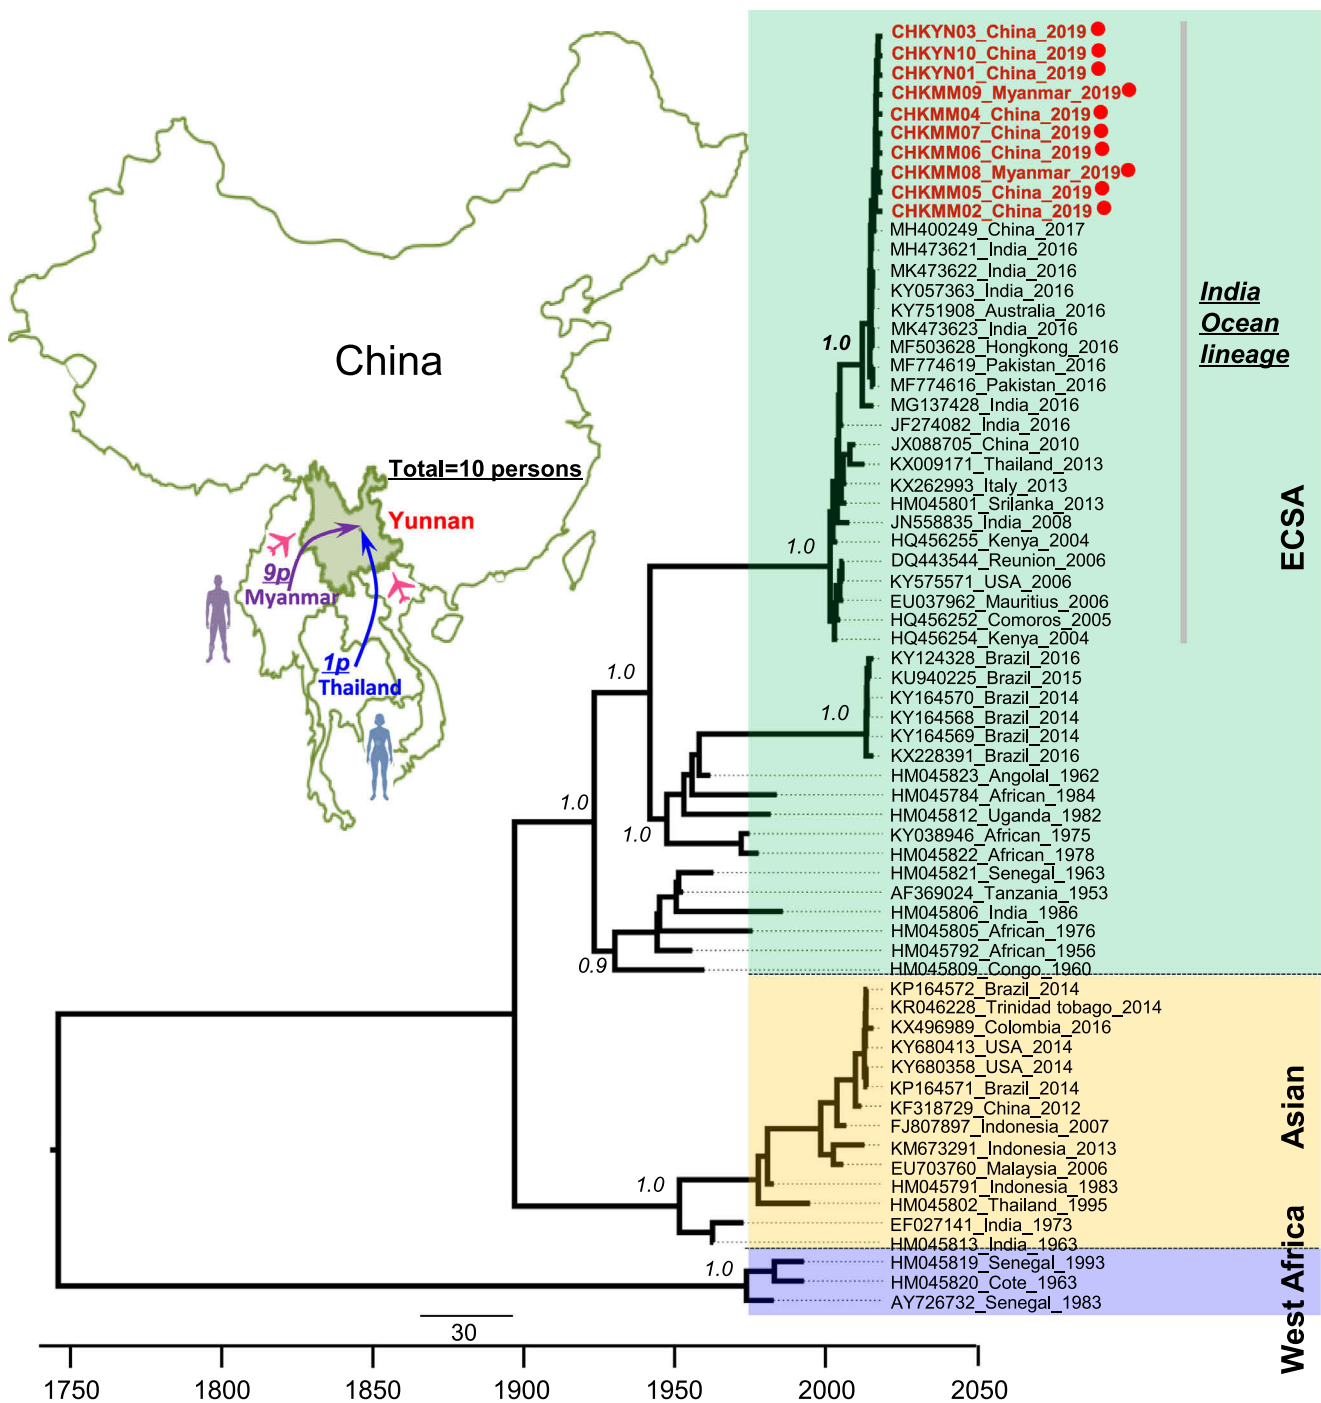 China
Total=10 persons
Yunnan
9p
Myanmar
1p
Thailand
CHKYN03_China_2019
CHKYN10_China_2019
CHKYN01_China_2019
CHKMM09_Myanmar_2019
CHKMM04_China_2019
CHKMM07_China_2019
CHKMM06_China_2019
CHKMM08_Myanmar_2019
CHKMM05_China_2019
CHKMM02_China_2019
MH400249_China_2017
MH473621_India_2016
MK473622_India_2016
KY057363_India_2016
KY751908_Australia_2016
MK473623_India_2016
MF503628_Hongkong_2016
MF774619_Pakistan_2016
MF774616_Pakistan_2016
MG137428_India_2016
JF274082_India_2016
JX088705_China_2010
KX009171_Thailand_2013
KX262993_Italy_2013
HM045801_Srilanka_2013
JN558835_India_2008
HQ456255_Kenya_2004
DQ443544_Reunion_2006
KY575571_USA_2006
EU037962_Mauritius_2006
HQ456252_Comoros_2005
HQ456254_Kenya_2004
KY124328_Brazil_2016
KU940225_Brazil_2015
KY164570_Brazil_2014
KY164568_Brazil_2014
KY164569_Brazil_2014
KX228391_Brazil_2016
HM045823_Angolal_1962
HM045784_African_1984
HM045812_Uganda_1982
KY038946_African_1975
HM045822_African_1978
HM045821_Senegal_1963
AF369024_Tanzania_1953
HM045806_India_1986
HM045805_African_1976
HM045792_African_1956
HM045809_Congo_1960
KP164572_Brazil_2014
KR046228_Trinidad tobago_2014
KX496989_Colombia_2016
KY680413_USA_2014
KY680358_USA_2014
KP164571_Brazil_2014
KF318729_China_2012
FJ807897_Indonesia_2007
KM673291_Indonesia_2013
EU703760_Malaysia_2006
HM045791_Indonesia_1983
HM045802_Thailand_1995
EF027141_India_1973
HM045813_India_1963
HM045819_Senegal_1993
HM045820_Cote_1963
AY726732_Senegal_1983
India
Ocean
lineage
ECSA
Asian
West Africa
1.0
1.0
1.0
1.0
1.0
1.0
0.9
1.0
1.0
30
1750 1800 1850 1900 1950 2000 2050